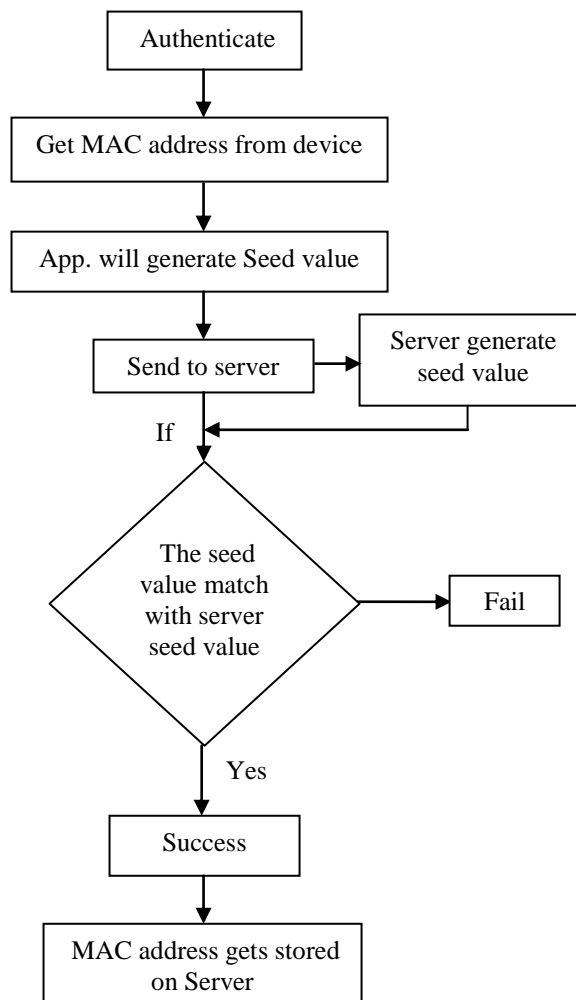 Authenticate
Get MAC address from device
App. will generate Seed value
Send to server
Server generate
seed value
If
The seed
value match
with server
seed value
Fail
Yes
Success
MAC address gets stored
on Server